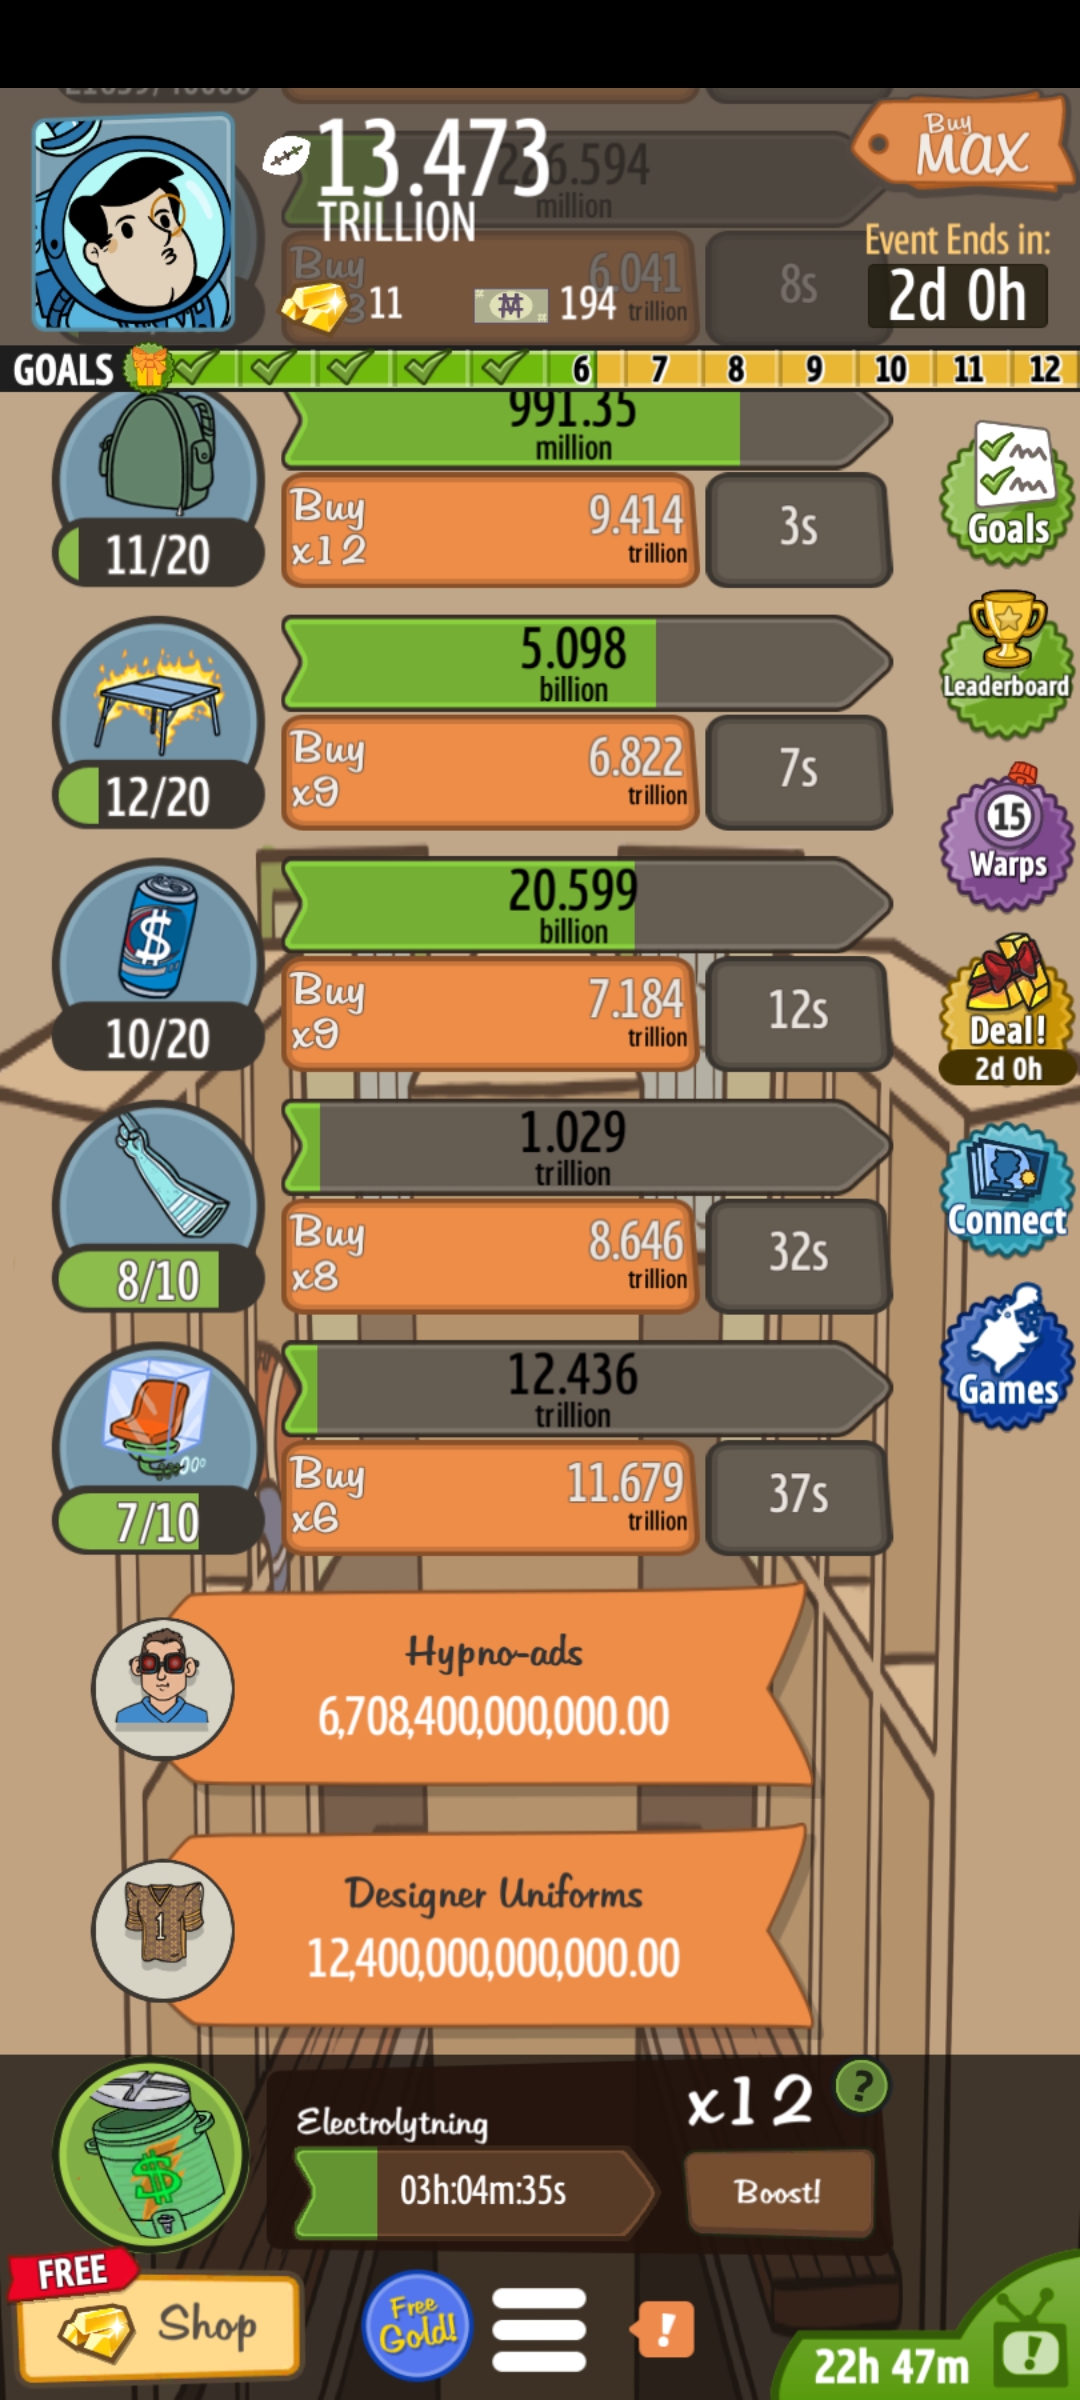 13.473
TRILLION
Buy
MAX
226.594
million
Event Ends in:
2d 0h
Buy
6.041
trillion
8s
11
194
GOALS
6
7
8
9
10
11
12
991.35
million
Buy
x12
9.414
trillion
3s
11/20
Goals
5.098
billion
Buy
x9
6.822
trillion
7s
12/20
Leaderboard
15
Warps
20.599
billion
$
Buy
x9
7.184
trillion
12s
10/20
Deal!
2d 0h
1.029
trillion
Buy
x8
8.646
trillion
32s
8/10
Connect
12.436
trillion
Buy
x6
11.679
trillion
37s
7/10
Games
Hypno-ads
6,708,400,000,000.00
Designer Uniforms
1
12,400,000,000,000.00
Electrolytning
x12
?
$
03h:04m:35s
Boost!
FREE
Shop
Free
Gold!
!
22h 47m
!